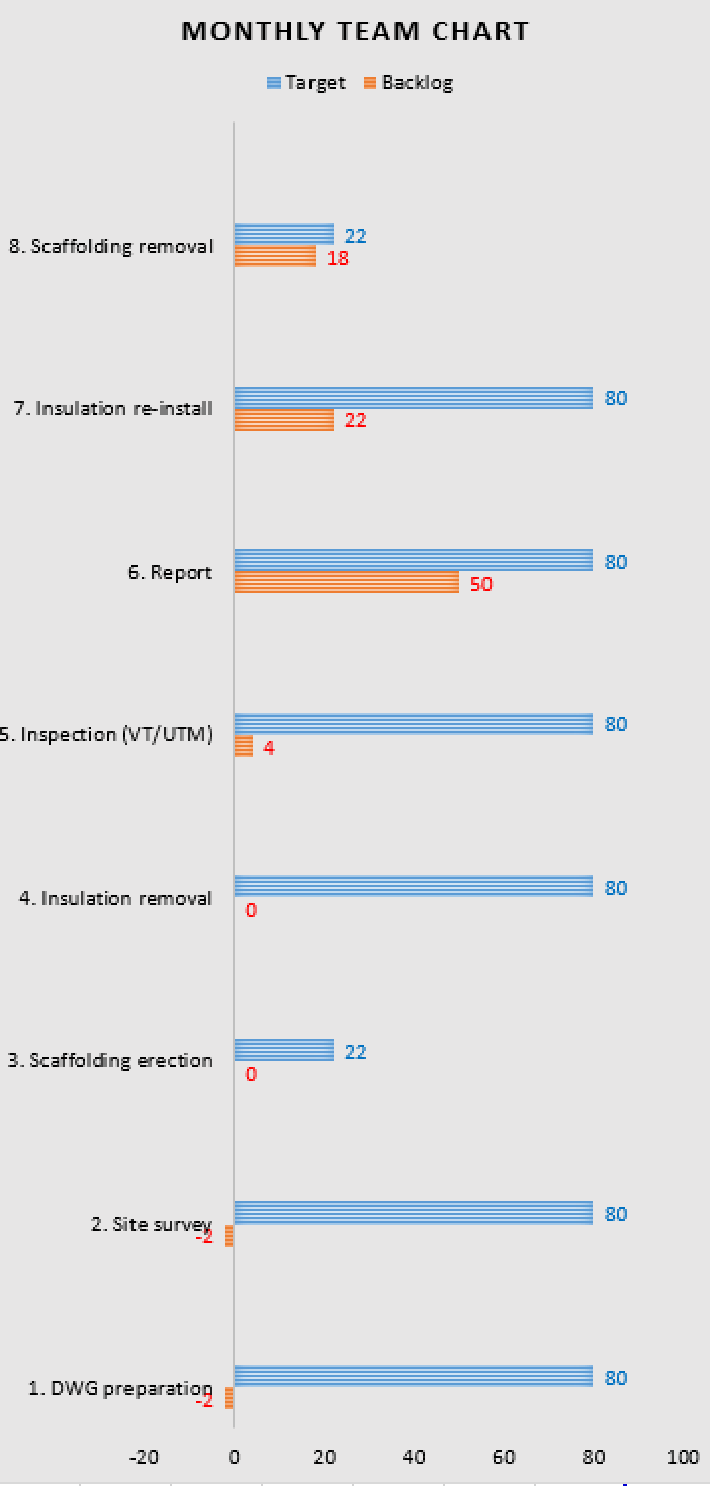 MONTHLY TEAM CHART
Target Backlog
8. Scaffolding removal
22
18
7. Insulation re-install
80
22
6. Report
80
50
5. Inspection (VT/UTM)
80
4
4. Insulation removal
80
0
3. Scaffolding erection
22
0
2. Site survey
80
-2
1. DWG preparation
80
-2
-20 0 20 40 60 80 100